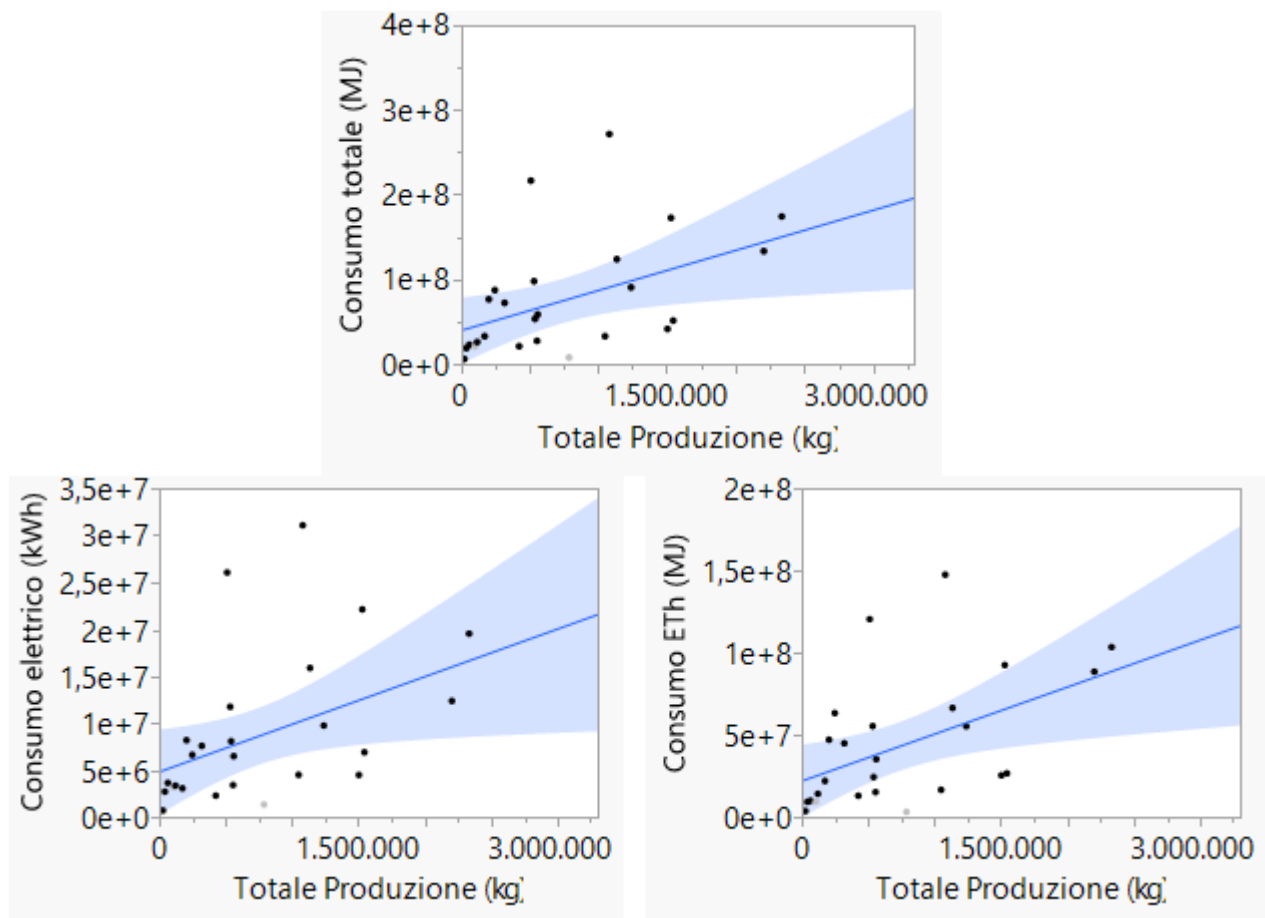 Consumo totale (MJ)
4e+8
3e+8
2e+8
1e+8
0e+0
0 1.500.000 3.000.000
Totale Produzione (kg)
Consumo elettrico (kWh)
3,5e+7
3e+7
2,5e+7
2e+7
1,5e+7
1e+7
5e+6
0e+0
0 1.500.000 3.000.000
Totale Produzione (kg)
Consumo ETh (MJ)
2e+8
1,5e+8
1e+8
5e+7
0e+0
0 1.500.000 3.000.000
Totale Produzione (kg)